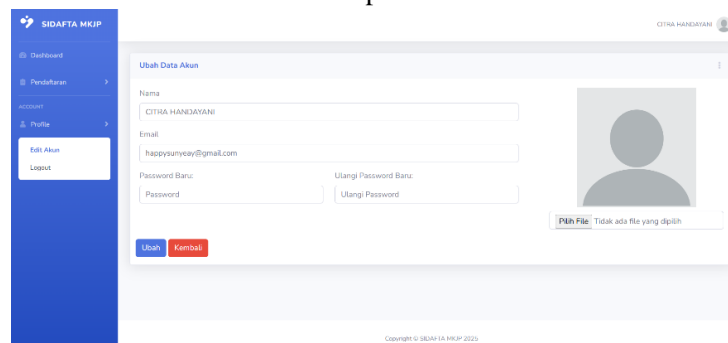 SIDAFTA MKJP
CITRA HANDAYANI
Dashboard
Pendaftaran
ACCOUNT
Profile
Edit Akun
Logout
Ubah Data Akun
Nama
CITRA HANDAYANI
Email
happysunyeay@gmail.com
Password Baru:
Ulangi Password Baru:
Password
Ulangi Password
Pilih File Tidak ada file yang dipilih
Ubah
Kembali
Copyright © SIDAFTA MKJP 2025